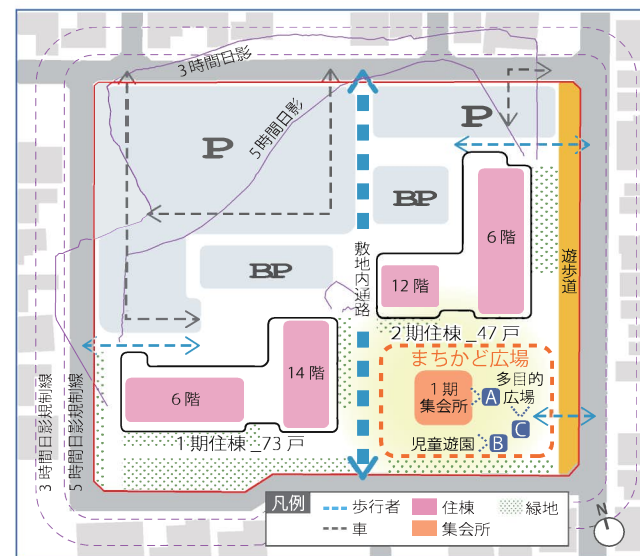 3時間日影
5時間日影
P
P
BP
BP
6階
12階
敷地内通路
遊歩道
2期住棟_47戸
まちかど広場
1期
集会所
多目的
広場
A
B
C
児童遊園
14階
6階
1期住棟_73戸
3時間日影規制線
5時間日影規制線
凡例
歩行者
住棟
緑地
車
集会所
N